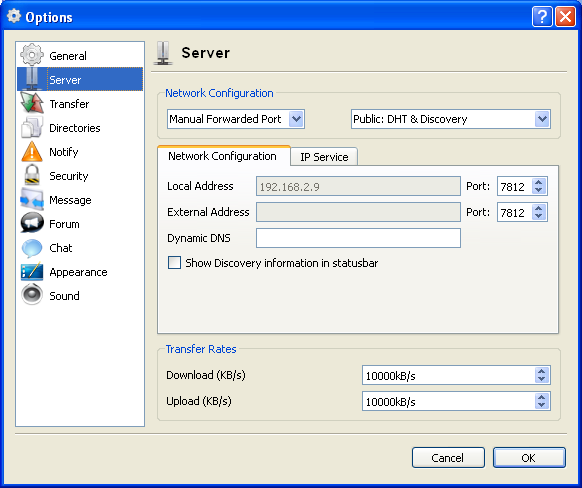 Options
General
Server
Transfer
Directories
Notify
Security
Message
Forum
Chat
Appearance
Sound
Server
Network Configuration
Manual Forwarded Port Public: DHT & Discovery
Network Configuration IP Service
Local Address 192.168.2.9 Port: 7812
External Address Port: 7812
Dynamic DNS
Show Discovery information in statusbar
Transfer Rates
Download (KB/s) 10000kB/s
Upload (KB/s) 10000kB/s
Cancel OK